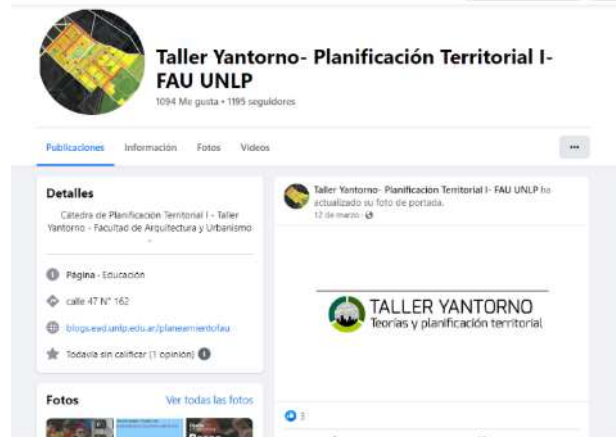 Taller Yantorno- Planificación Territorial I-
FAU UNLP
1094 Me gusta • 1195 seguidores
Publicaciones Información Fotos Videos
Detalles
Cátedra de Planificación Territorial I - Taller
Yantorno - Facultad de Arquitectura y Urbanismo
-
Página · Educación
calle 47 N° 162
blogs.ead.unlp.edu.ar/planeamientofau
Todavía sin calificar (1 opinión)
Fotos Ver todas las fotos
Taller Yantorno- Planificación Territorial I- FAU UNLP ha
actualizado su foto de portada.
12 de marzo ·
TALLER YANTORNO
Teorías y planificación territorial
3